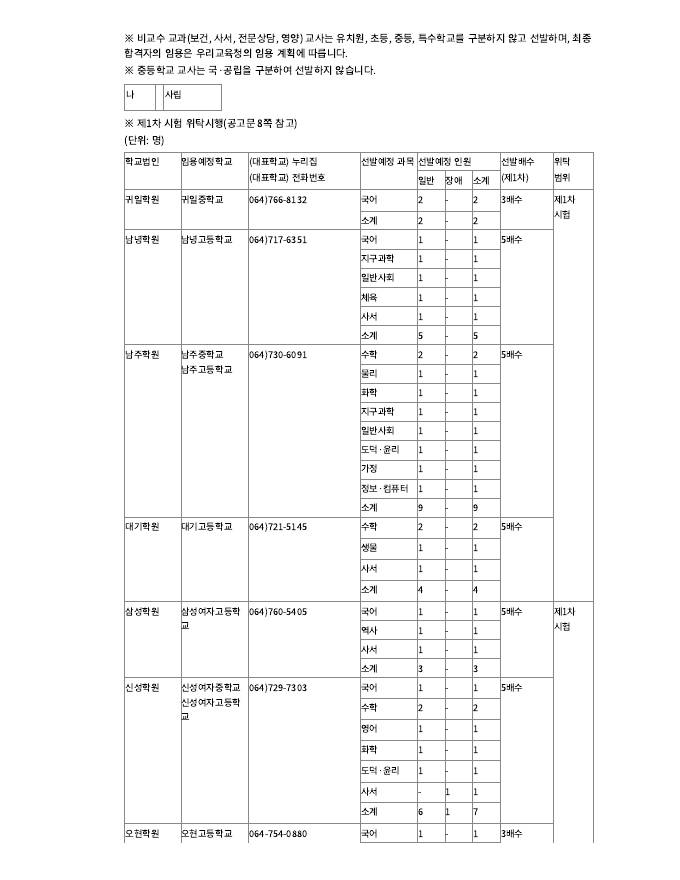 ※ 비교수 교과(보건, 사서, 전문상담, 영양) 교사는 유치원, 초등, 중등, 특수학교를 구분하지 않고 선발하며, 최종
합격자의 임용은 우리교육청의 임용 계획에 따릅니다.
※ 중등학교 교사는 국·공립을 구분하여 선발하지 않습니다.
나 사립
※ 제1차 시험 위탁시행(공고문 8쪽 참고)
(단위: 명)
학교법인 임용예정학교 (대표학교) 누리집 선발예정 과목 선발예정 인원 선발배수 위탁
(대표학교) 전화번호 일반 장애 소계 (제1차) 범위
귀일학원 귀일중학교 064)766-8132 국어 2 - 2 3배수 제1차
시험
소계 2 - 2
남녕학원 남녕고등학교 064)717-6351 국어 1 - 1 5배수
지구과학 1 - 1
일반사회 1 - 1
체육 1 - 1
사서 1 - 1
소계 5 - 5
남주학원 남주중학교 064)730-6091 수학 2 - 2 5배수
남주고등학교
물리 1 - 1
화학 1 - 1
지구과학 1 - 1
일반사회 1 - 1
도덕·윤리 1 - 1
가정 1 - 1
정보·컴퓨터 1 - 1
소계 9 - 9
대기학원 대기고등학교 064)721-5145 수학 2 - 2 5배수
생물 1 - 1
사서 1 - 1
소계 4 - 4
삼성학원 삼성여자고등학 064)760-5405 국어 1 - 1 5배수 제1차
교 시험
역사 1 - 1
사서 1 - 1
소계 3 - 3
신성학원 신성여자중학교 064)729-7303 국어 1 - 1 5배수
신성여자고등학
교
수학 2 - 2
영어 1 - 1
화학 1 - 1
도덕·윤리 1 - 1
사서 - 1 1
소계 6 1 7
오현학원 오현고등학교 064-754-0880 국어 1 - 1 3배수